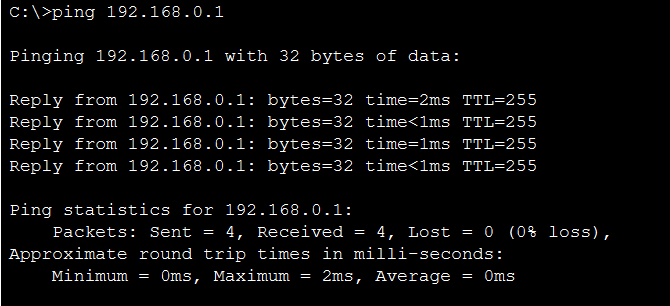 C:\>ping 192.168.0.1
Pinging 192.168.0.1 with 32 bytes of data:
Reply from 192.168.0.1: bytes=32 time=2ms TTL=255
Reply from 192.168.0.1: bytes=32 time<1ms TTL=255
Reply from 192.168.0.1: bytes=32 time=1ms TTL=255
Reply from 192.168.0.1: bytes=32 time<1ms TTL=255
Ping statistics for 192.168.0.1:
Packets: Sent = 4, Received = 4, Lost = 0 (0% loss),
Approximate round trip times in milli-seconds:
Minimum = 0ms, Maximum = 2ms, Average = 0ms